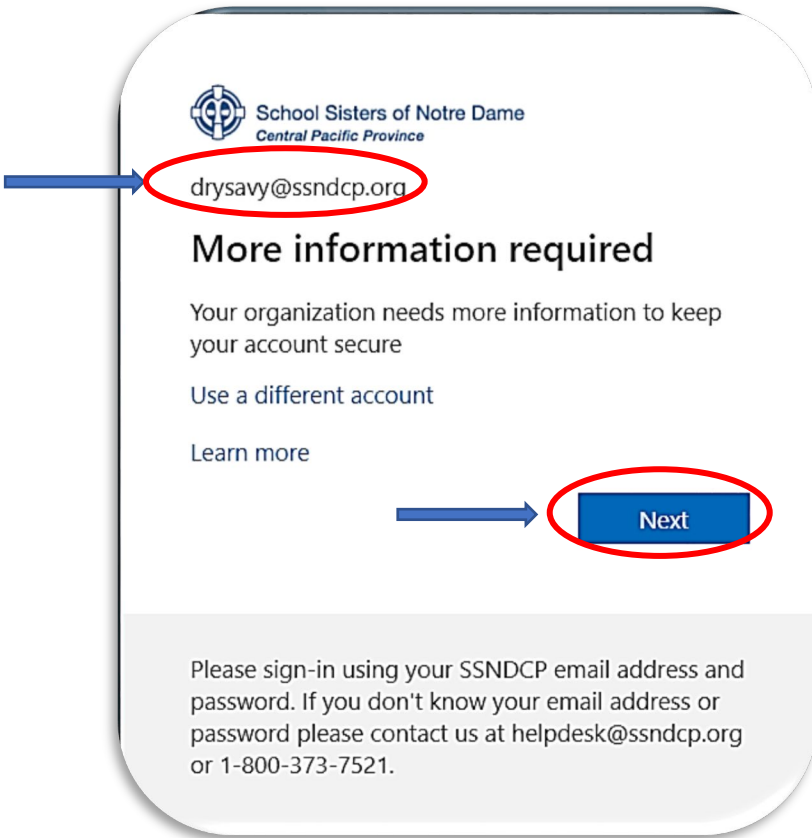 School Sisters of Notre Dame
Central Pacific Province
drysavy@ssndcp.org
More information required
Your organization needs more information to keep
your account secure
Use a different account
Learn more
Next
Please sign-in using your SSNDCP email address and
password. If you don't know your email address or
password please contact us at helpdesk@ssndcp.org
or 1-800-373-7521.